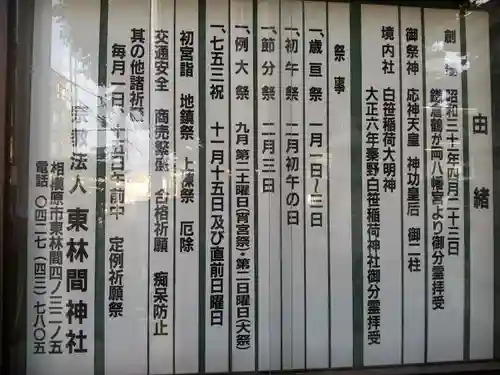 由緒
創 昭和三十三年四月二十三日
鎌倉鶴が岡八幡宮より御分霊拝受
御祭神 応神天皇 神功皇后 御二柱
境内社 白笹稲荷大明神
大正六年秦野白笹稲荷神社御分霊拝受
祭事
一、歳亘祭 一月一日～三日
一、初午祭 二月初午の日
一、節分祭 二月三日
一、例大祭 九月第二土曜日(宵宮祭)・第二日曜日(大祭)
一、七五三祝 十一月十五日及び直前日曜日
初宮詣 地鎮祭 上棟祭 厄除
交通安全 商売繁盛 合格祈願 痴呆防止
其の他諸祈
毎月一日・十五日午前中 定例祈願祭
宗教法人 東林間神社
相模原市東林間四ノ三二ノ五
電話 〇四二七(四三)七八〇五